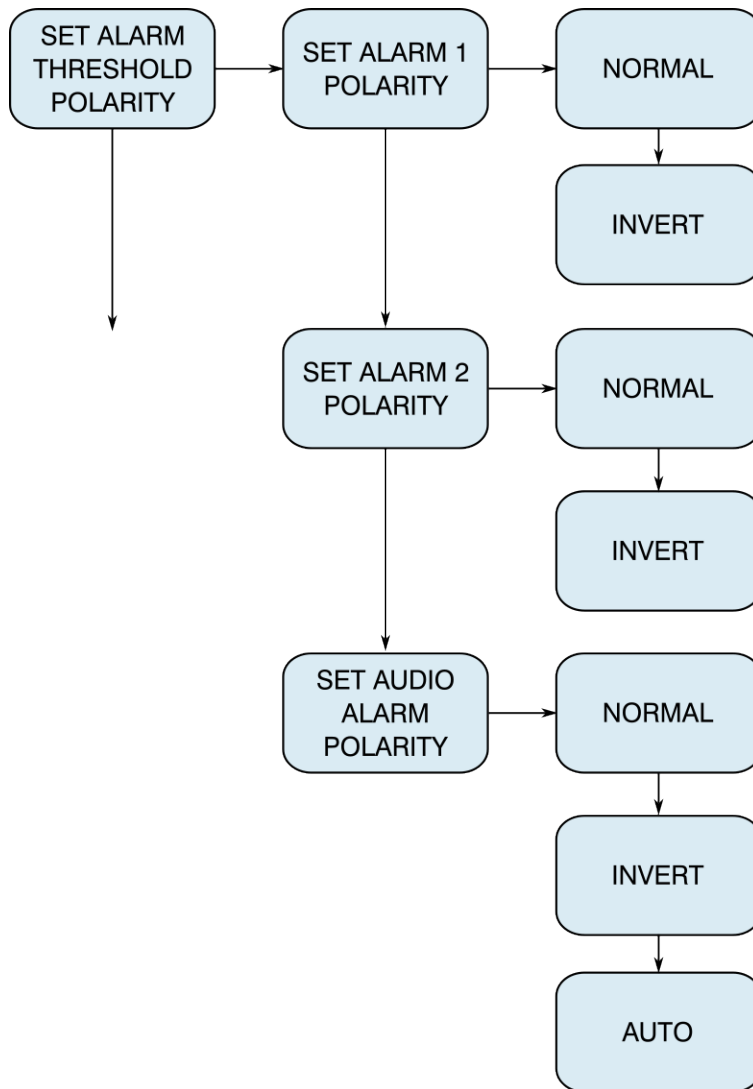 SET ALARM
THRESHOLD
POLARITY
SET ALARM 1
POLARITY
NORMAL
INVERT
SET ALARM 2
POLARITY
NORMAL
INVERT
SET AUDIO
ALARM
POLARITY
NORMAL
INVERT
AUTO